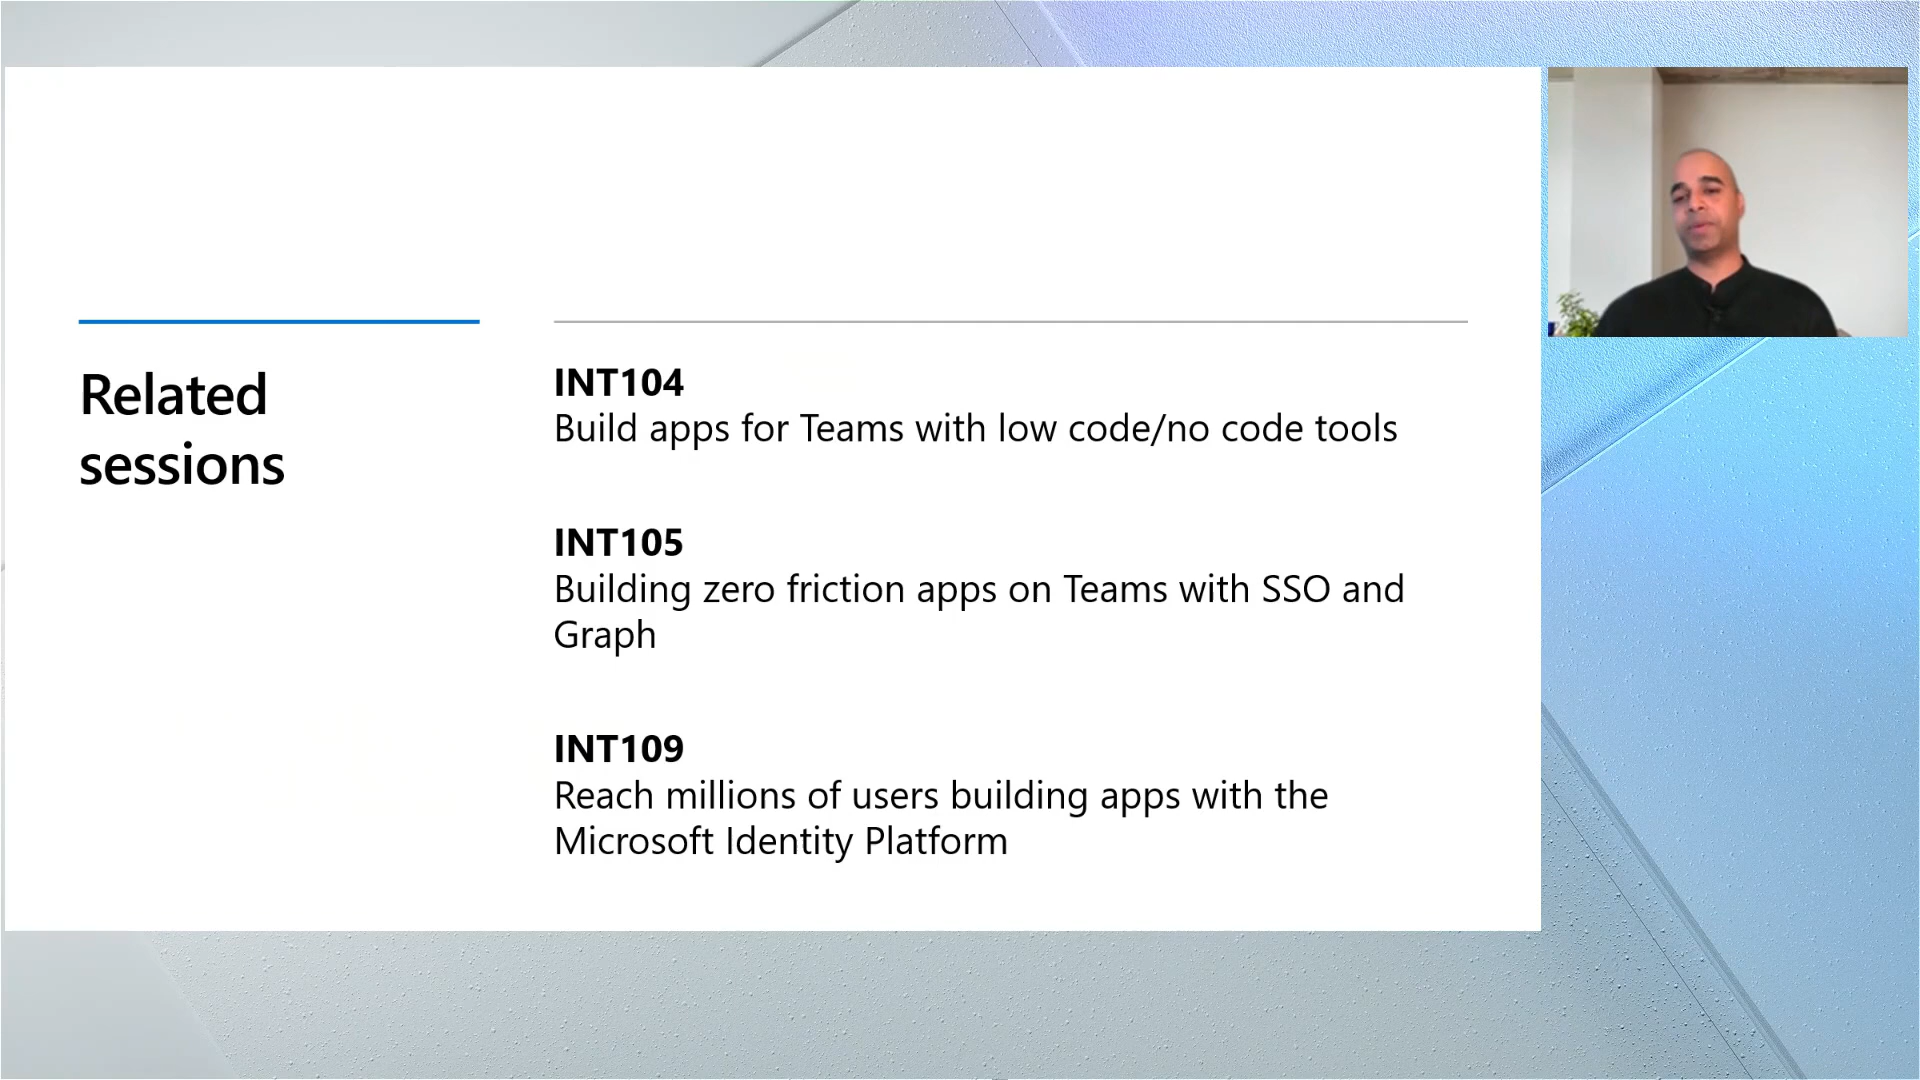 Related
sessions
INT104
Build apps for Teams with low code/no code tools
INT105
Building zero friction apps on Teams with SSO and
Graph
INT109
Reach millions of users building apps with the
Microsoft Identity Platform